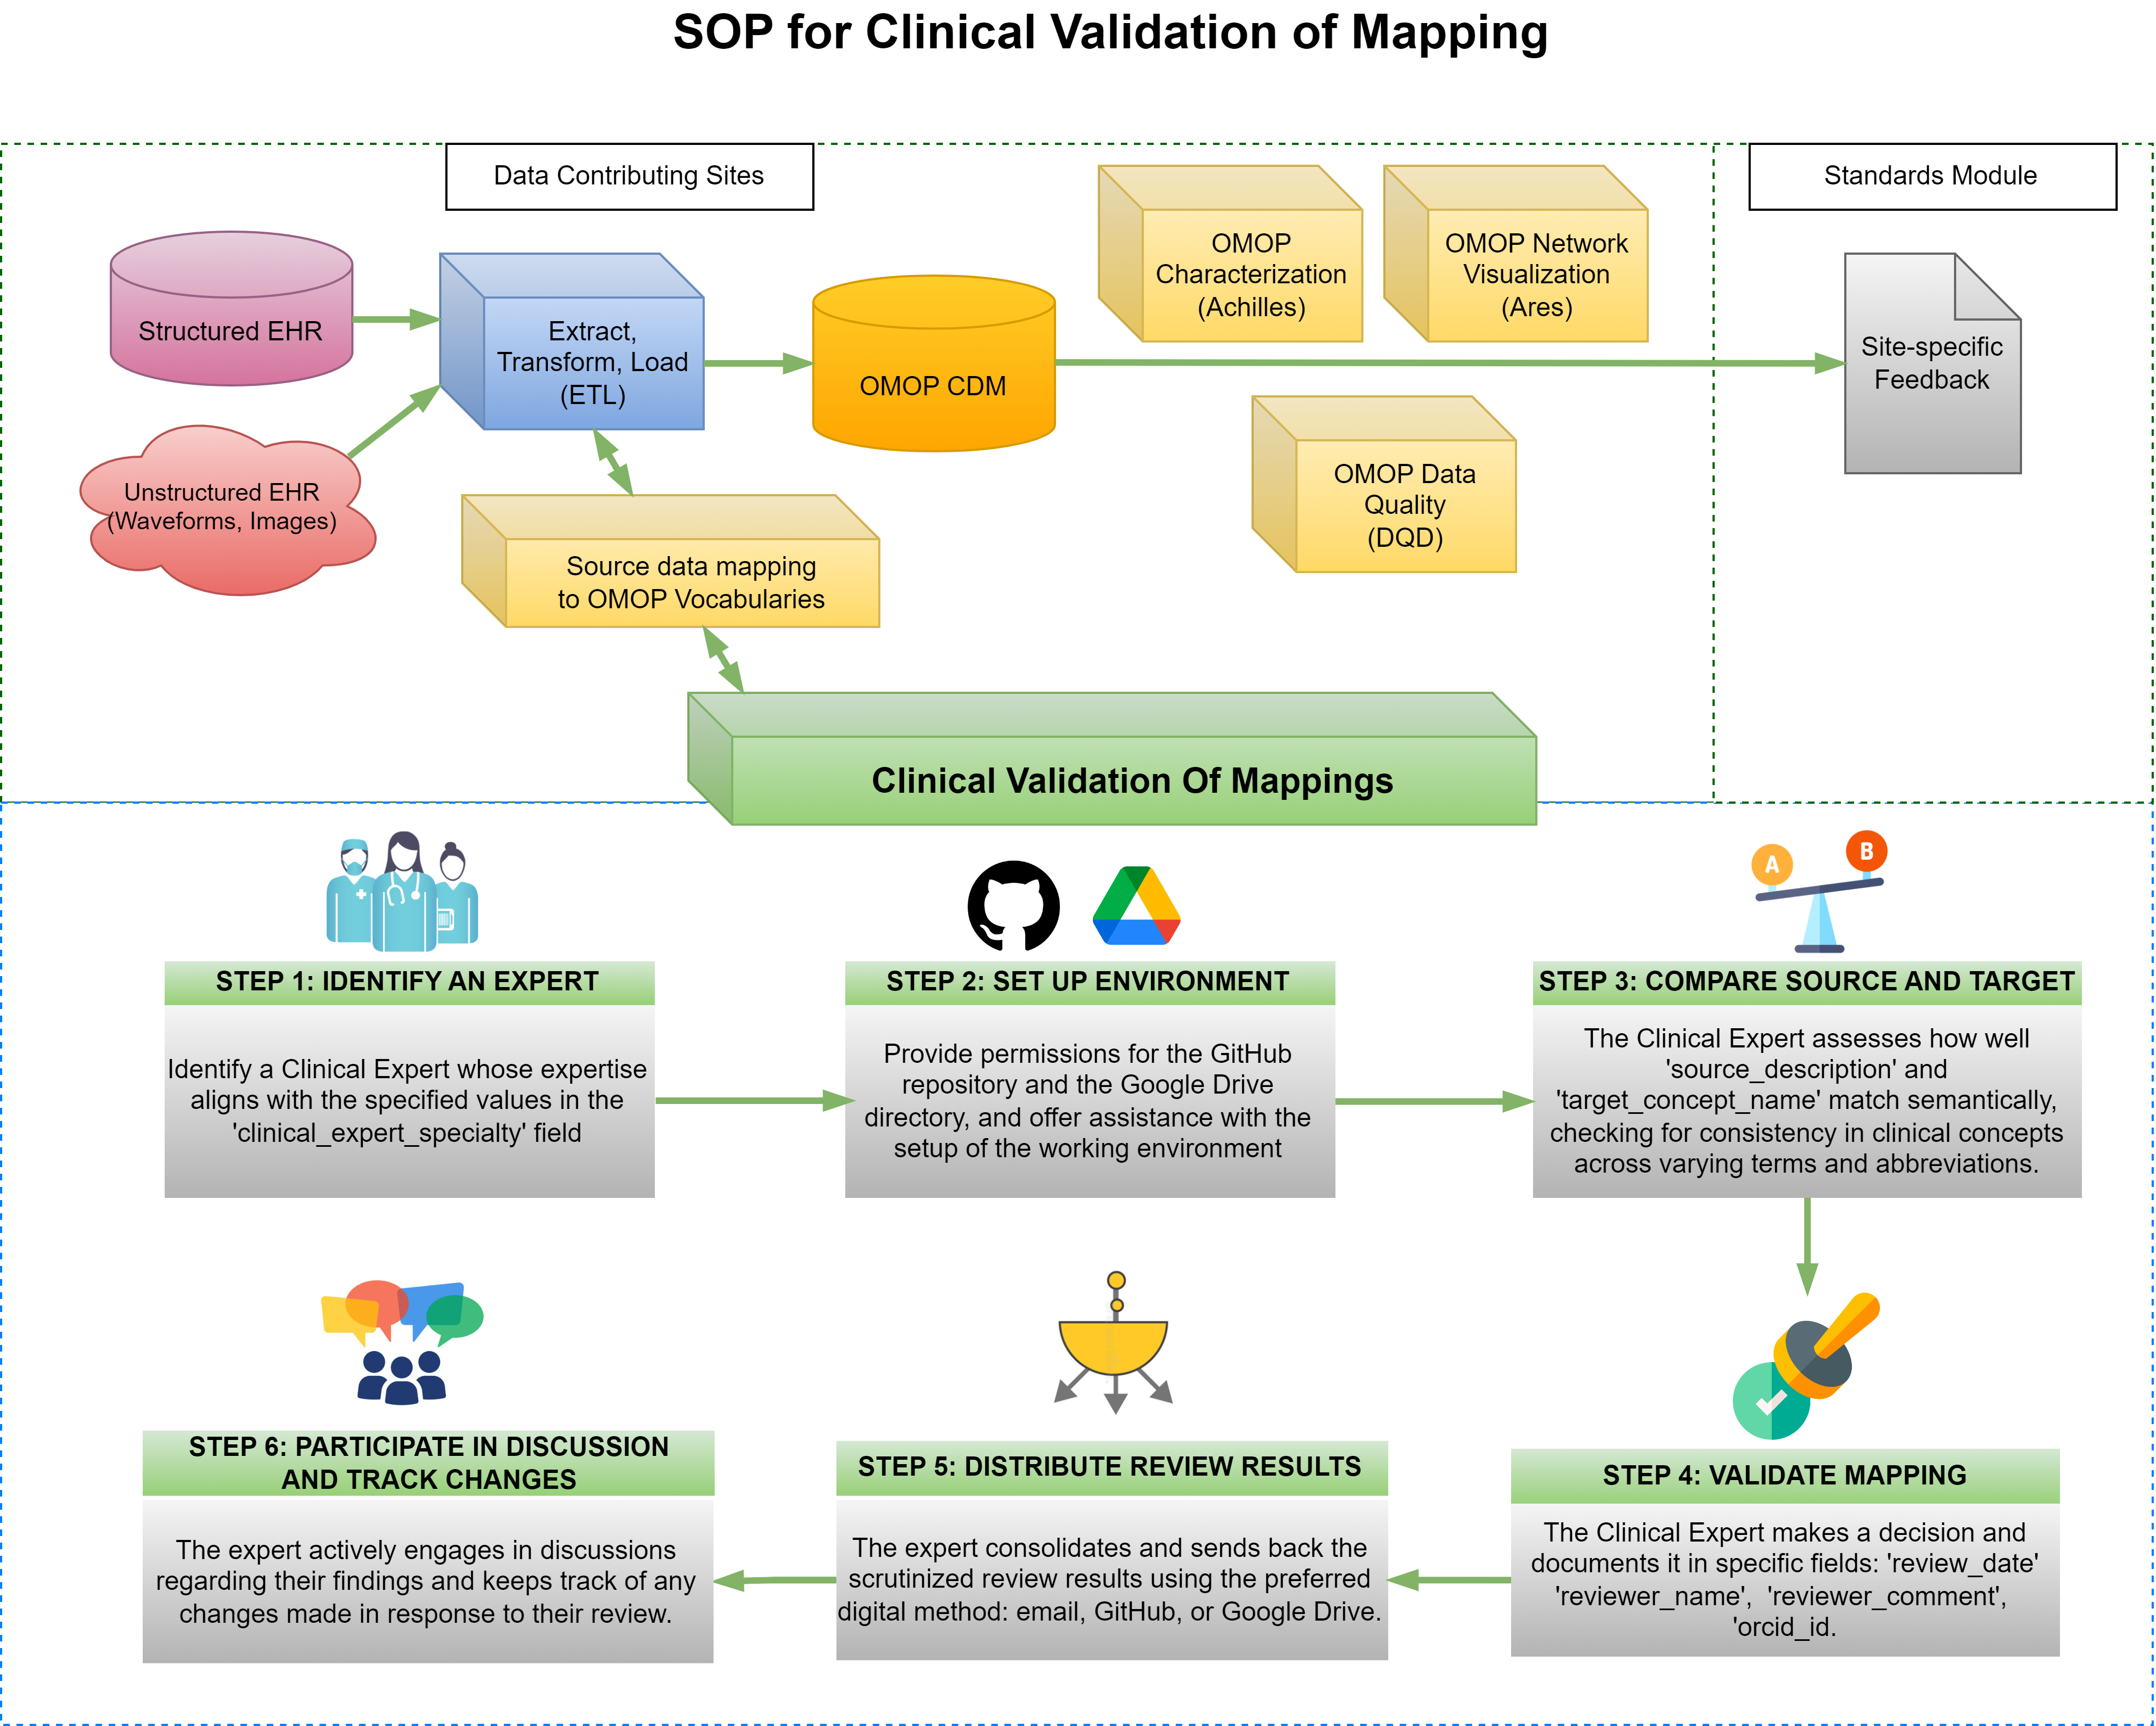 SOP for Clinical Validation of Mapping
Data Contributing Sites
Standards Module
Structured EHR
Extract,
Transform, Load
(ETL)
OMOP CDM
OMOP
Characterization
(Achilles)
OMOP Network
Visualization
(Ares)
Site-specific
Feedback
Unstructured EHR
(Waveforms, Images)
OMOP Data
Quality
(DQD)
Source data mapping
to OMOP Vocabularies
Clinical Validation Of Mappings
A
B
STEP 1: IDENTIFY AN EXPERT
Identify a Clinical Expert whose expertise
aligns with the specified values in the
'clinical_expert_specialty' field
STEP 2: SET UP ENVIRONMENT
Provide permissions for the GitHub
repository and the Google Drive
directory, and offer assistance with the
setup of the working environment
STEP 3: COMPARE SOURCE AND TARGET
The Clinical Expert assesses how well
'source_description' and
'target_concept_name' match semantically,
checking for consistency in clinical concepts
across varying terms and abbreviations.
STEP 4: VALIDATE MAPPING
The Clinical Expert makes a decision and
documents it in specific fields: 'review_date'
'reviewer_name', 'reviewer_comment',
'orcid_id.
STEP 5: DISTRIBUTE REVIEW RESULTS
The expert consolidates and sends back the
scrutinized review results using the preferred
digital method: email, GitHub, or Google Drive.
STEP 6: PARTICIPATE IN DISCUSSION
AND TRACK CHANGES
The expert actively engages in discussions
regarding their findings and keeps track of any
changes made in response to their review.